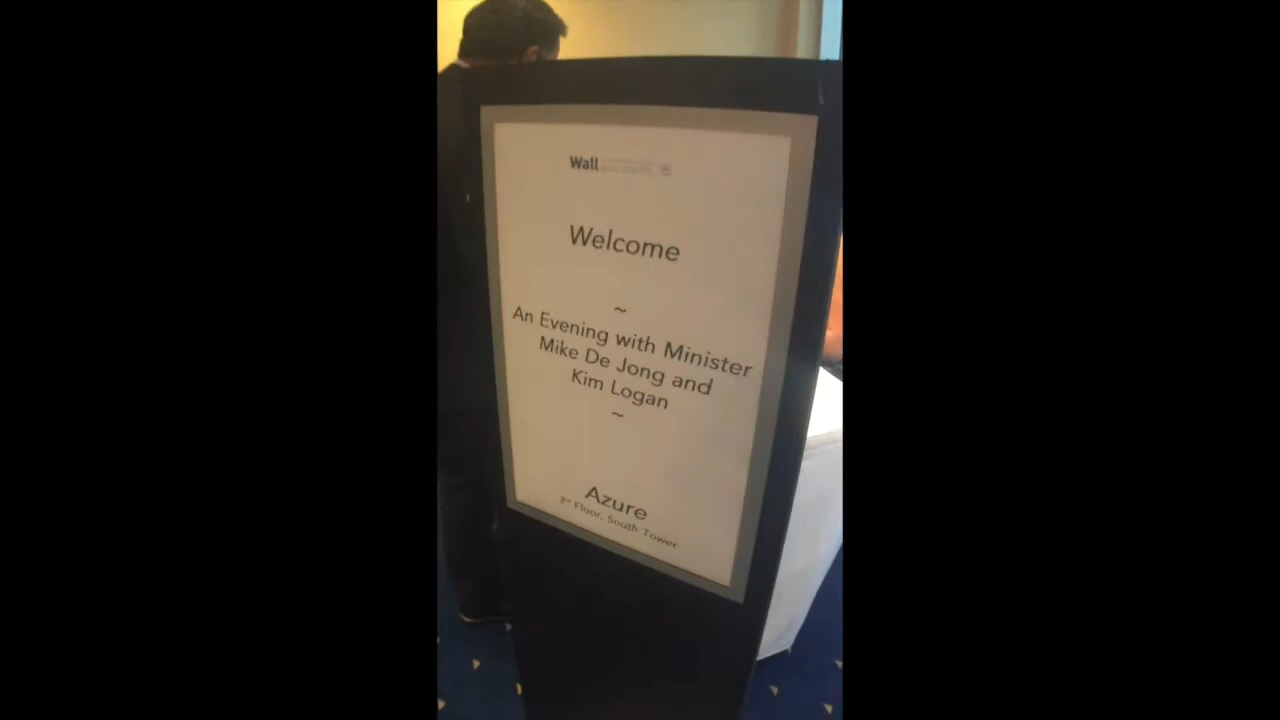 Wall
Welcome
~
An Evening with Minister
Mike De Jong and
Kim Logan
~
Azure
3rd Floor, South Tower